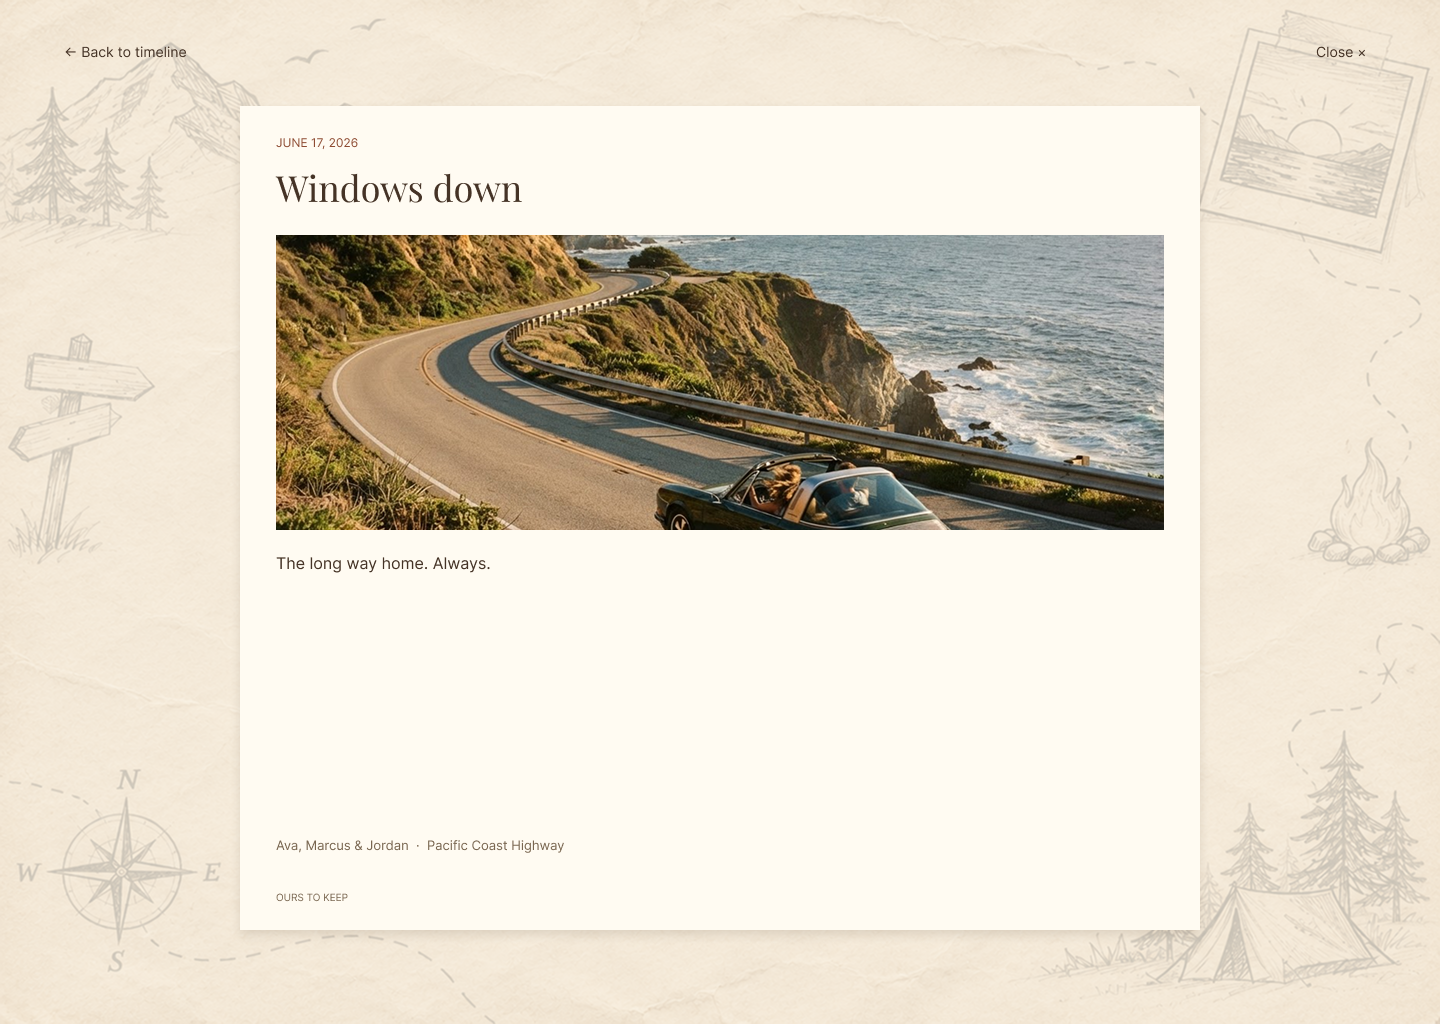 ← Back to timeline
Close ×
JUNE 17, 2026
Windows down
The long way home. Always.
Ava, Marcus & Jordan · Pacific Coast Highway
OURS TO KEEP
N
W
E
S